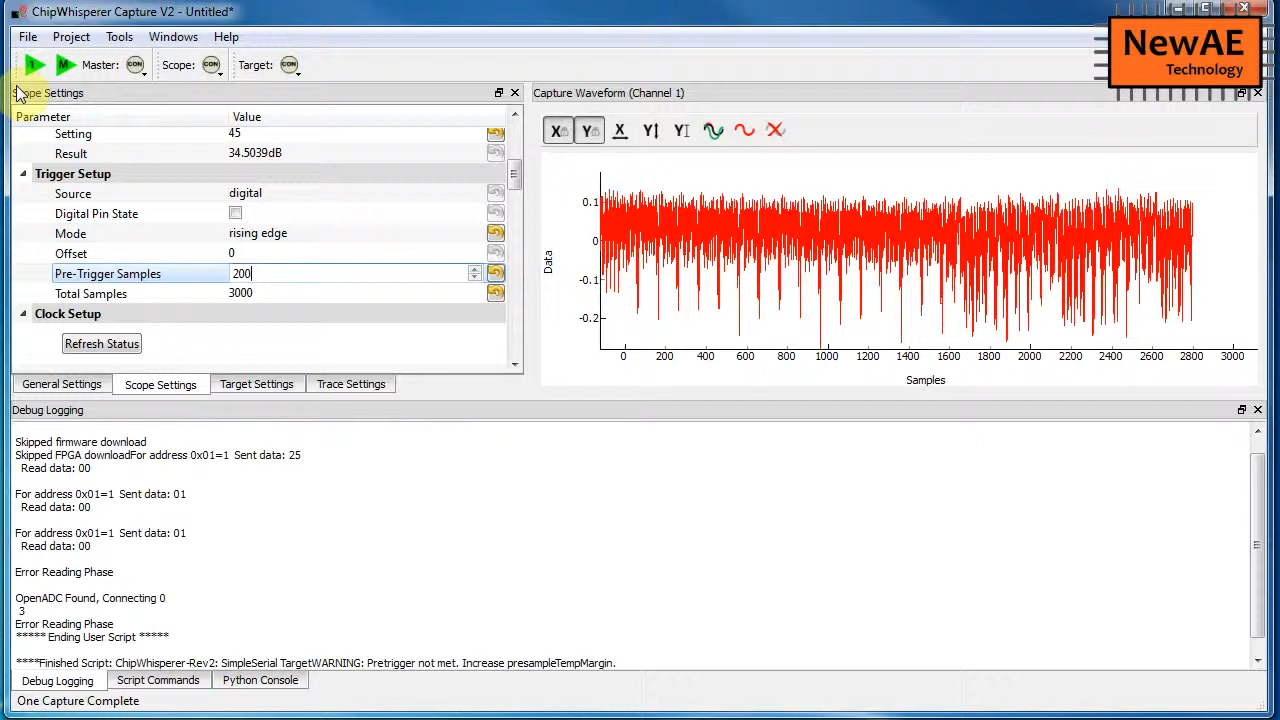 ChipWhisperer Capture V2 - Untitled*
File Project Tools Windows Help
1 M Master: CON Scope: CON Target: CON
NewAE
Technology
Scope Settings
Parameter Value
Setting 45
Result 34.5039dB
Trigger Setup
Source digital
Digital Pin State
Mode rising edge
Offset 0
Pre-Trigger Samples 200
Total Samples 3000
Clock Setup
Refresh Status
General Settings Scope Settings Target Settings Trace Settings
Capture Waveform (Channel 1)
X Y X Y Y
0.1
0
-0.1
-0.2
Data
0 200 400 600 800 1000 1200 1400 1600 1800 2000 2200 2400 2600 2800 3000
Samples
Debug Logging
Skipped firmware download
Skipped FPGA downloadFor address 0x01=1 Sent data: 25
Read data: 00
For address 0x01=1 Sent data: 01
Read data: 00
For address 0x01=1 Sent data: 01
Read data: 00
Error Reading Phase
OpenADC Found, Connecting 0
3
Error Reading Phase
***** Ending User Script *****
****Finished Script: ChipWhisperer-Rev2: SimpleSerial TargetWARNING: Pretrigger not met. Increase presampleTempMargin.
Debug Logging Script Commands Python Console
One Capture Complete